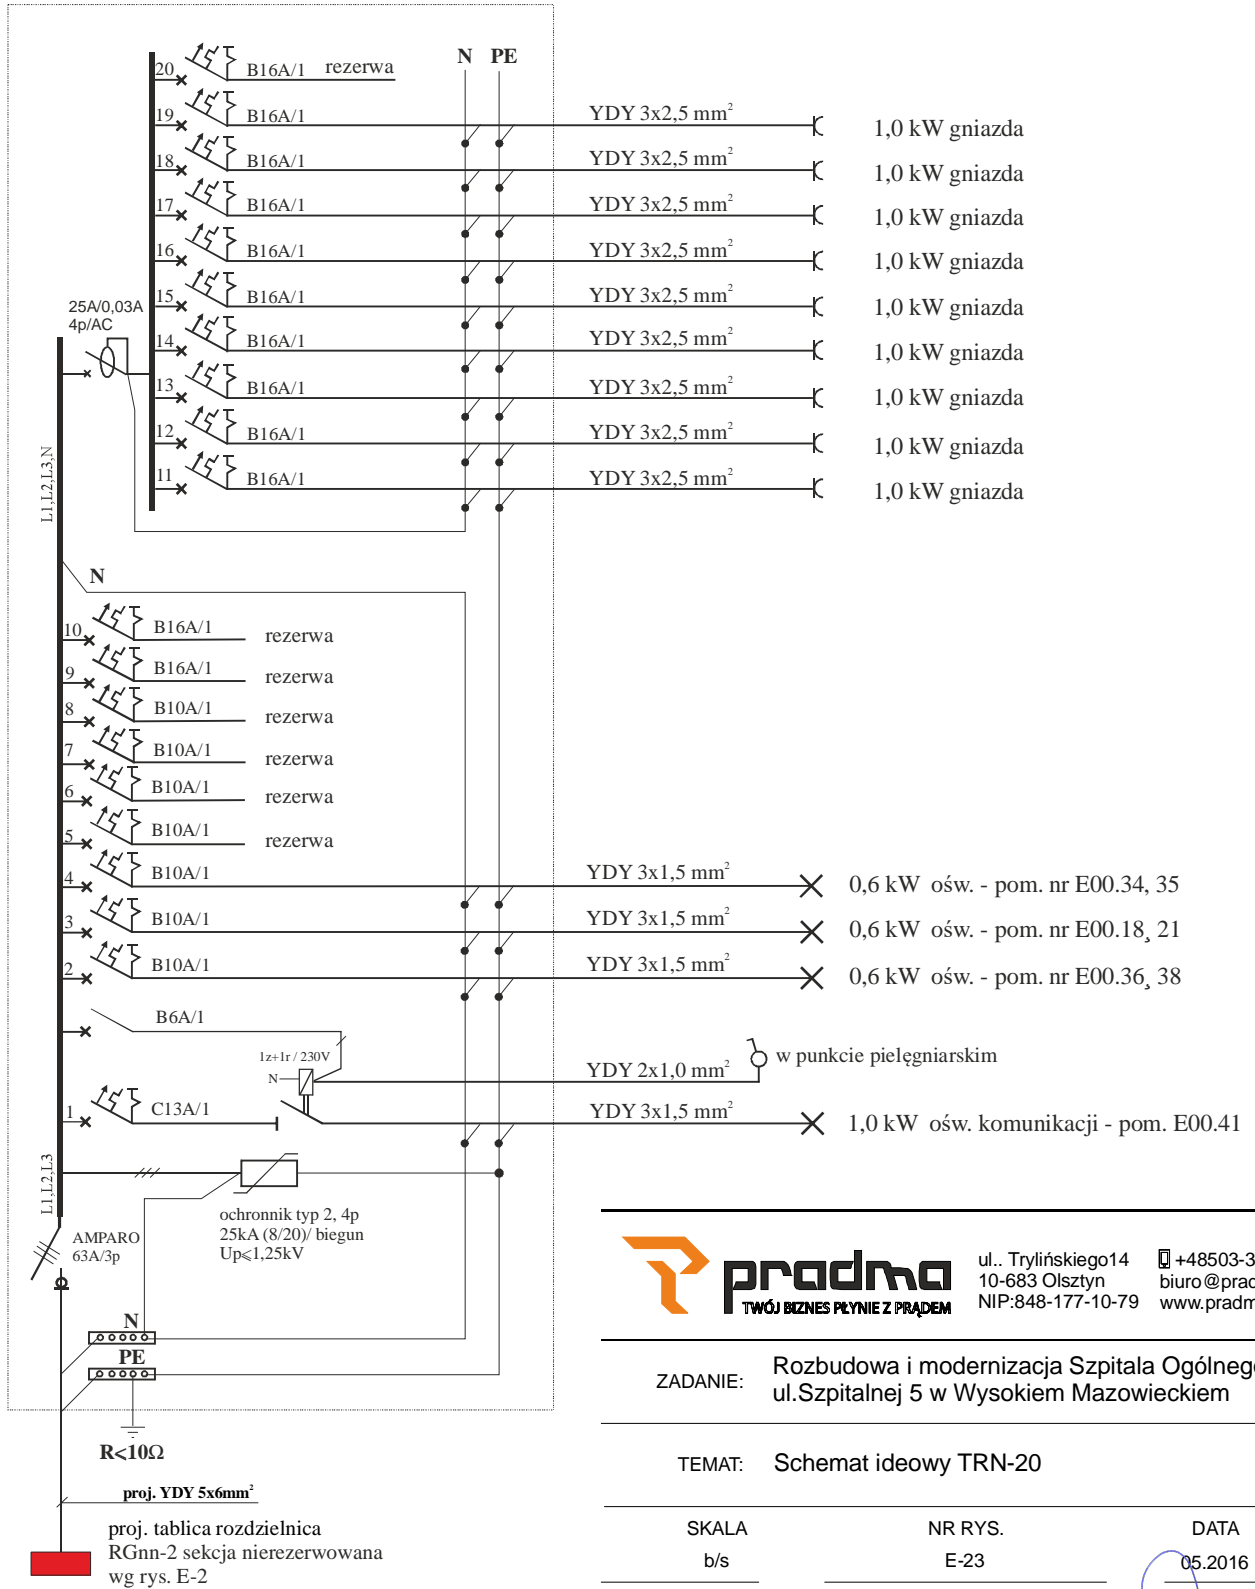 N PE
20 B16A/1 rezerwa
19 B16A/1 YDY 3x2,5 mm² 1,0 kW gniazda
18 B16A/1 YDY 3x2,5 mm² 1,0 kW gniazda
17 B16A/1 YDY 3x2,5 mm² 1,0 kW gniazda
16 B16A/1 YDY 3x2,5 mm² 1,0 kW gniazda
15 B16A/1 YDY 3x2,5 mm² 1,0 kW gniazda
14 B16A/1 YDY 3x2,5 mm² 1,0 kW gniazda
13 B16A/1 YDY 3x2,5 mm² 1,0 kW gniazda
12 B16A/1 YDY 3x2,5 mm² 1,0 kW gniazda
11 B16A/1 YDY 3x2,5 mm² 1,0 kW gniazda
25A/0,03A
4p/AC
L1,L2,L3,N
N
10 B16A/1 rezerwa
9 B16A/1 rezerwa
8 B10A/1 rezerwa
7 B10A/1 rezerwa
6 B10A/1 rezerwa
5 B10A/1 rezerwa
4 B10A/1 YDY 3x1,5 mm² 0,6 kW ośw. - pom. nr E00.34, 35
3 B10A/1 YDY 3x1,5 mm² 0,6 kW ośw. - pom. nr E00.18, 21
2 B10A/1 YDY 3x1,5 mm² 0,6 kW ośw. - pom. nr E00.36, 38
B6A/1
1z+1r / 230V
N
YDY 2x1,0 mm² w punkcie pielęgniarskim
1 C13A/1 YDY 3x1,5 mm² 1,0 kW ośw. komunikacji - pom. E00.41
L1,L2,L3
ochronnik typ 2, 4p
25kA (8/20)/ biegun
Up⩽1,25kV
AMPARO
63A/3p
N
PE
R<10Ω
proj. YDY 5x6mm²
proj. tablica rozdzielnica
RGnn-2 sekcja nierezerwowana
wg rys. E-2
pradma
TWÓJ BIZNES PŁYNIE Z PRĄDEM
ul.. Trylińskiego14
10-683 Olsztyn
NIP:848-177-10-79
+48503-3
biuro@prad
www.pradm
ZADANIE: Rozbudowa i modernizacja Szpitala Ogólnego
ul.Szpitalnej 5 w Wysokiem Mazowieckiem
TEMAT: Schemat ideowy TRN-20
SKALA NR RYS. DATA
b/s E-23 05.2016